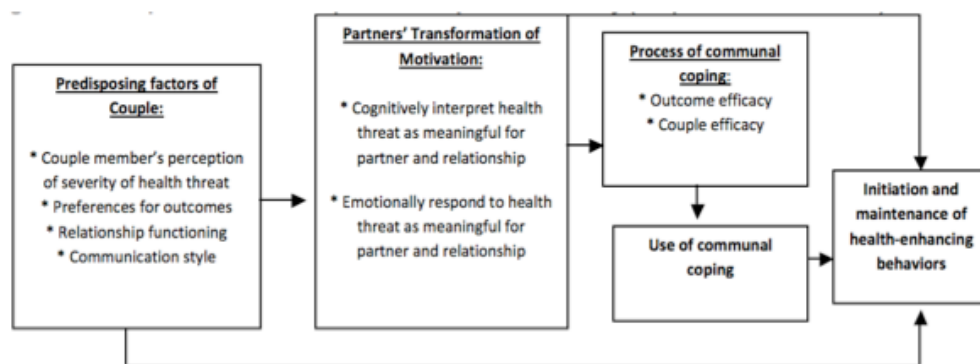 Predisposing factors of
Couple:
* Couple member's perception
of severity of health threat
* Preferences for outcomes
* Relationship functioning
* Communication style
Partners' Transformation of
Motivation:
* Cognitively interpret health
threat as meaningful for
partner and relationship
* Emotionally respond to health
threat as meaningful for
partner and relationship
Process of communal
coping:
* Outcome efficacy
* Couple efficacy
Use of communal
coping
Initiation and
maintenance of
health-enhancing
behaviors